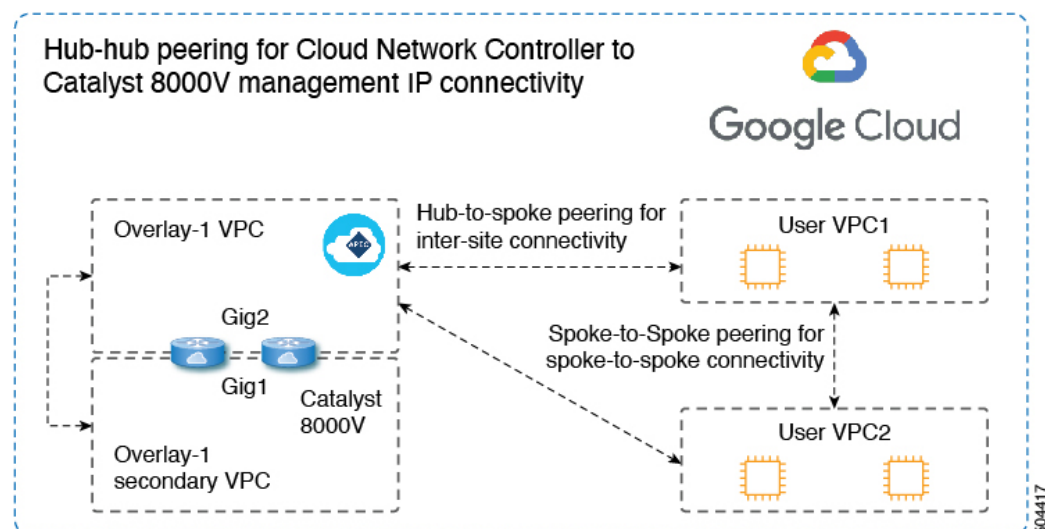 Hub-hub peering for Cloud Network Controller to
Catalyst 8000V management IP connectivity
Google Cloud
Overlay-1 VPC
APIC
Hub-to-spoke peering for
inter-site connectivity
User VPC1
Gig2
Gig1
Catalyst
8000V
Spoke-to-Spoke peering for
spoke-to-spoke connectivity
Overlay-1
secondary VPC
User VPC2